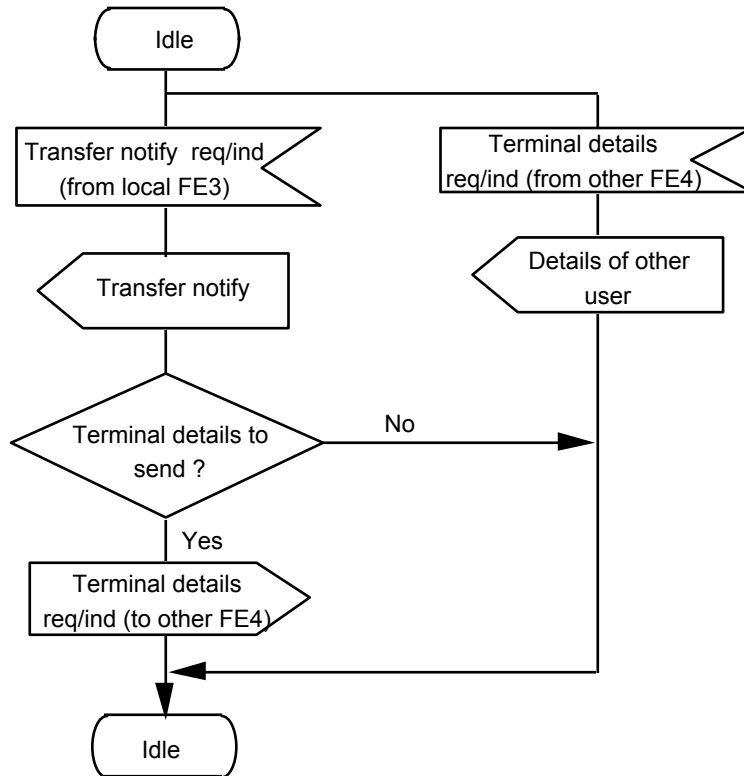 Idle
Transfer notify req/ind
(from local FE3)
Terminal details
req/ind (from other FE4)
Transfer notify
Details of other
user
Terminal details to
send ?
No
Yes
Terminal details
req/ind (to other FE4)
Idle